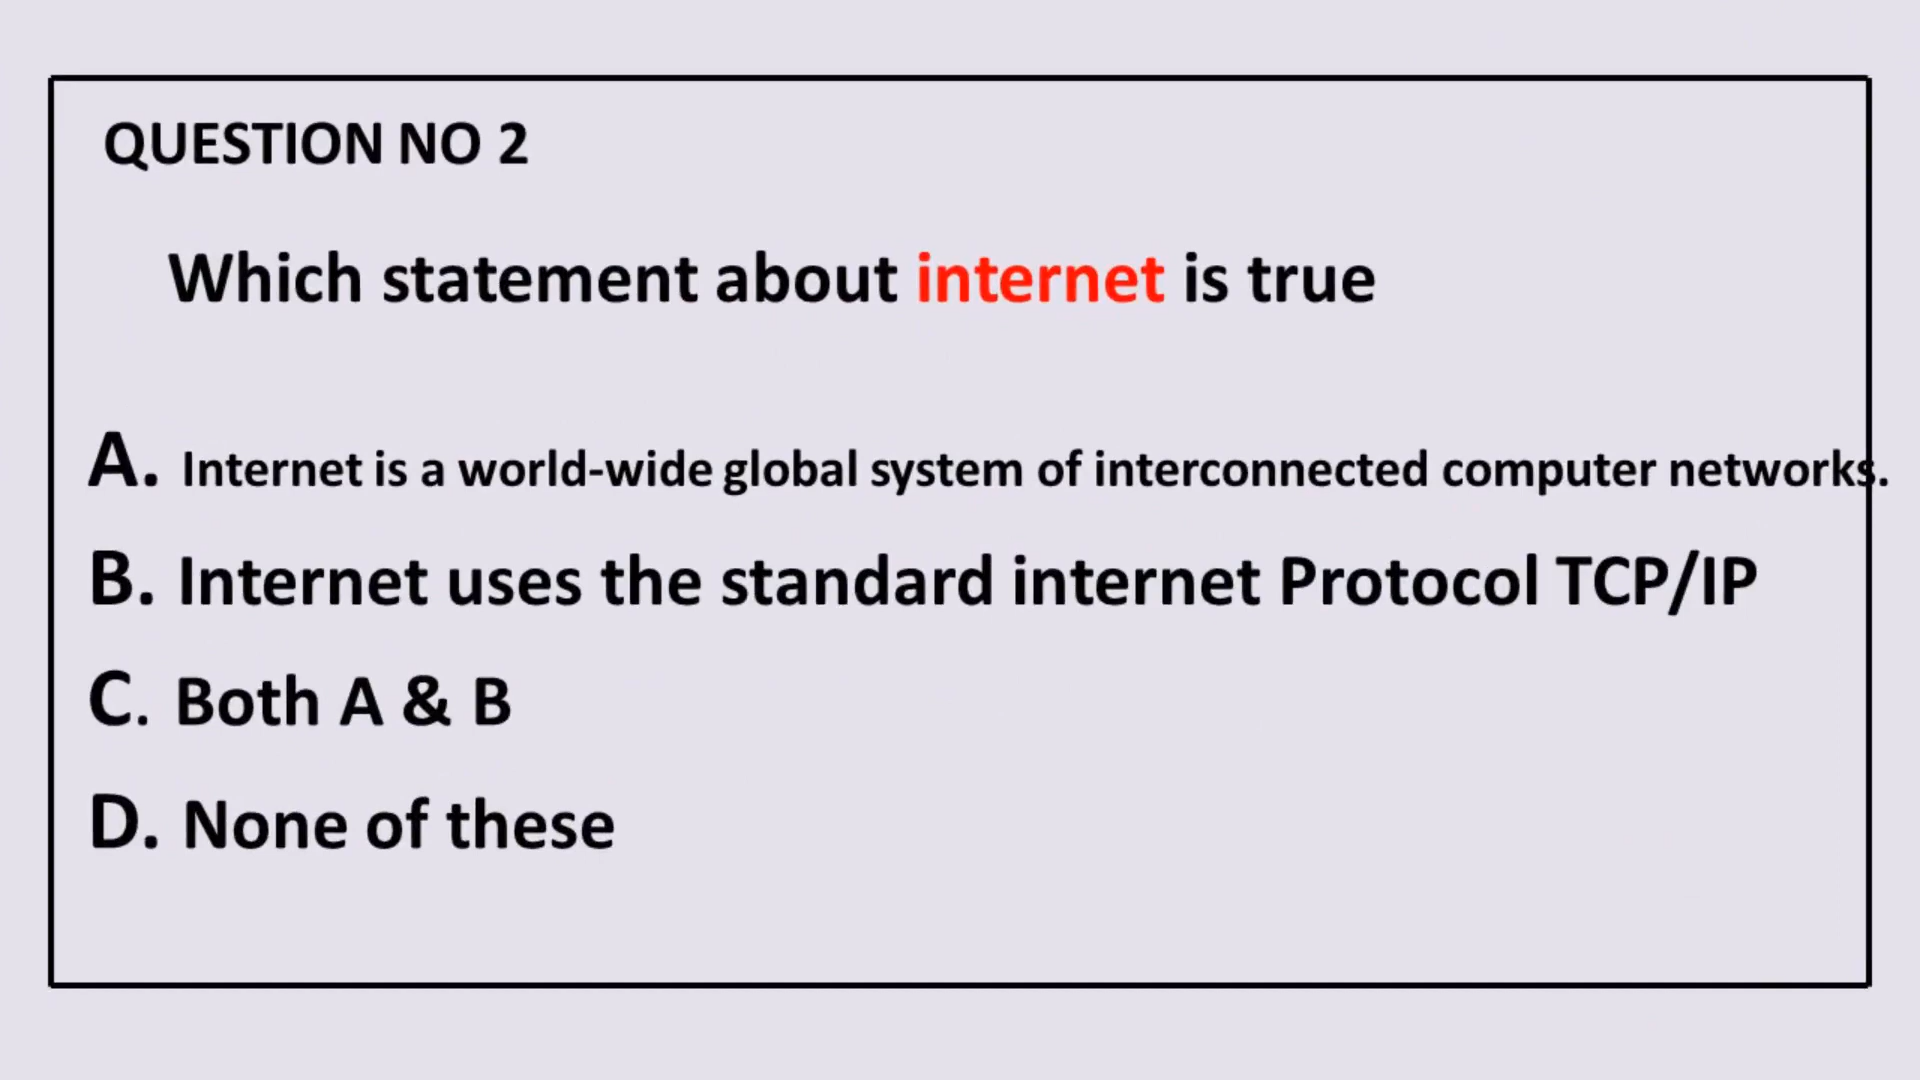 QUESTION NO 2
Which statement about internet is true
A. Internet is a world-wide global system of interconnected computer networks.
B. Internet uses the standard internet Protocol TCP/IP
C. Both A & B
D. None of these